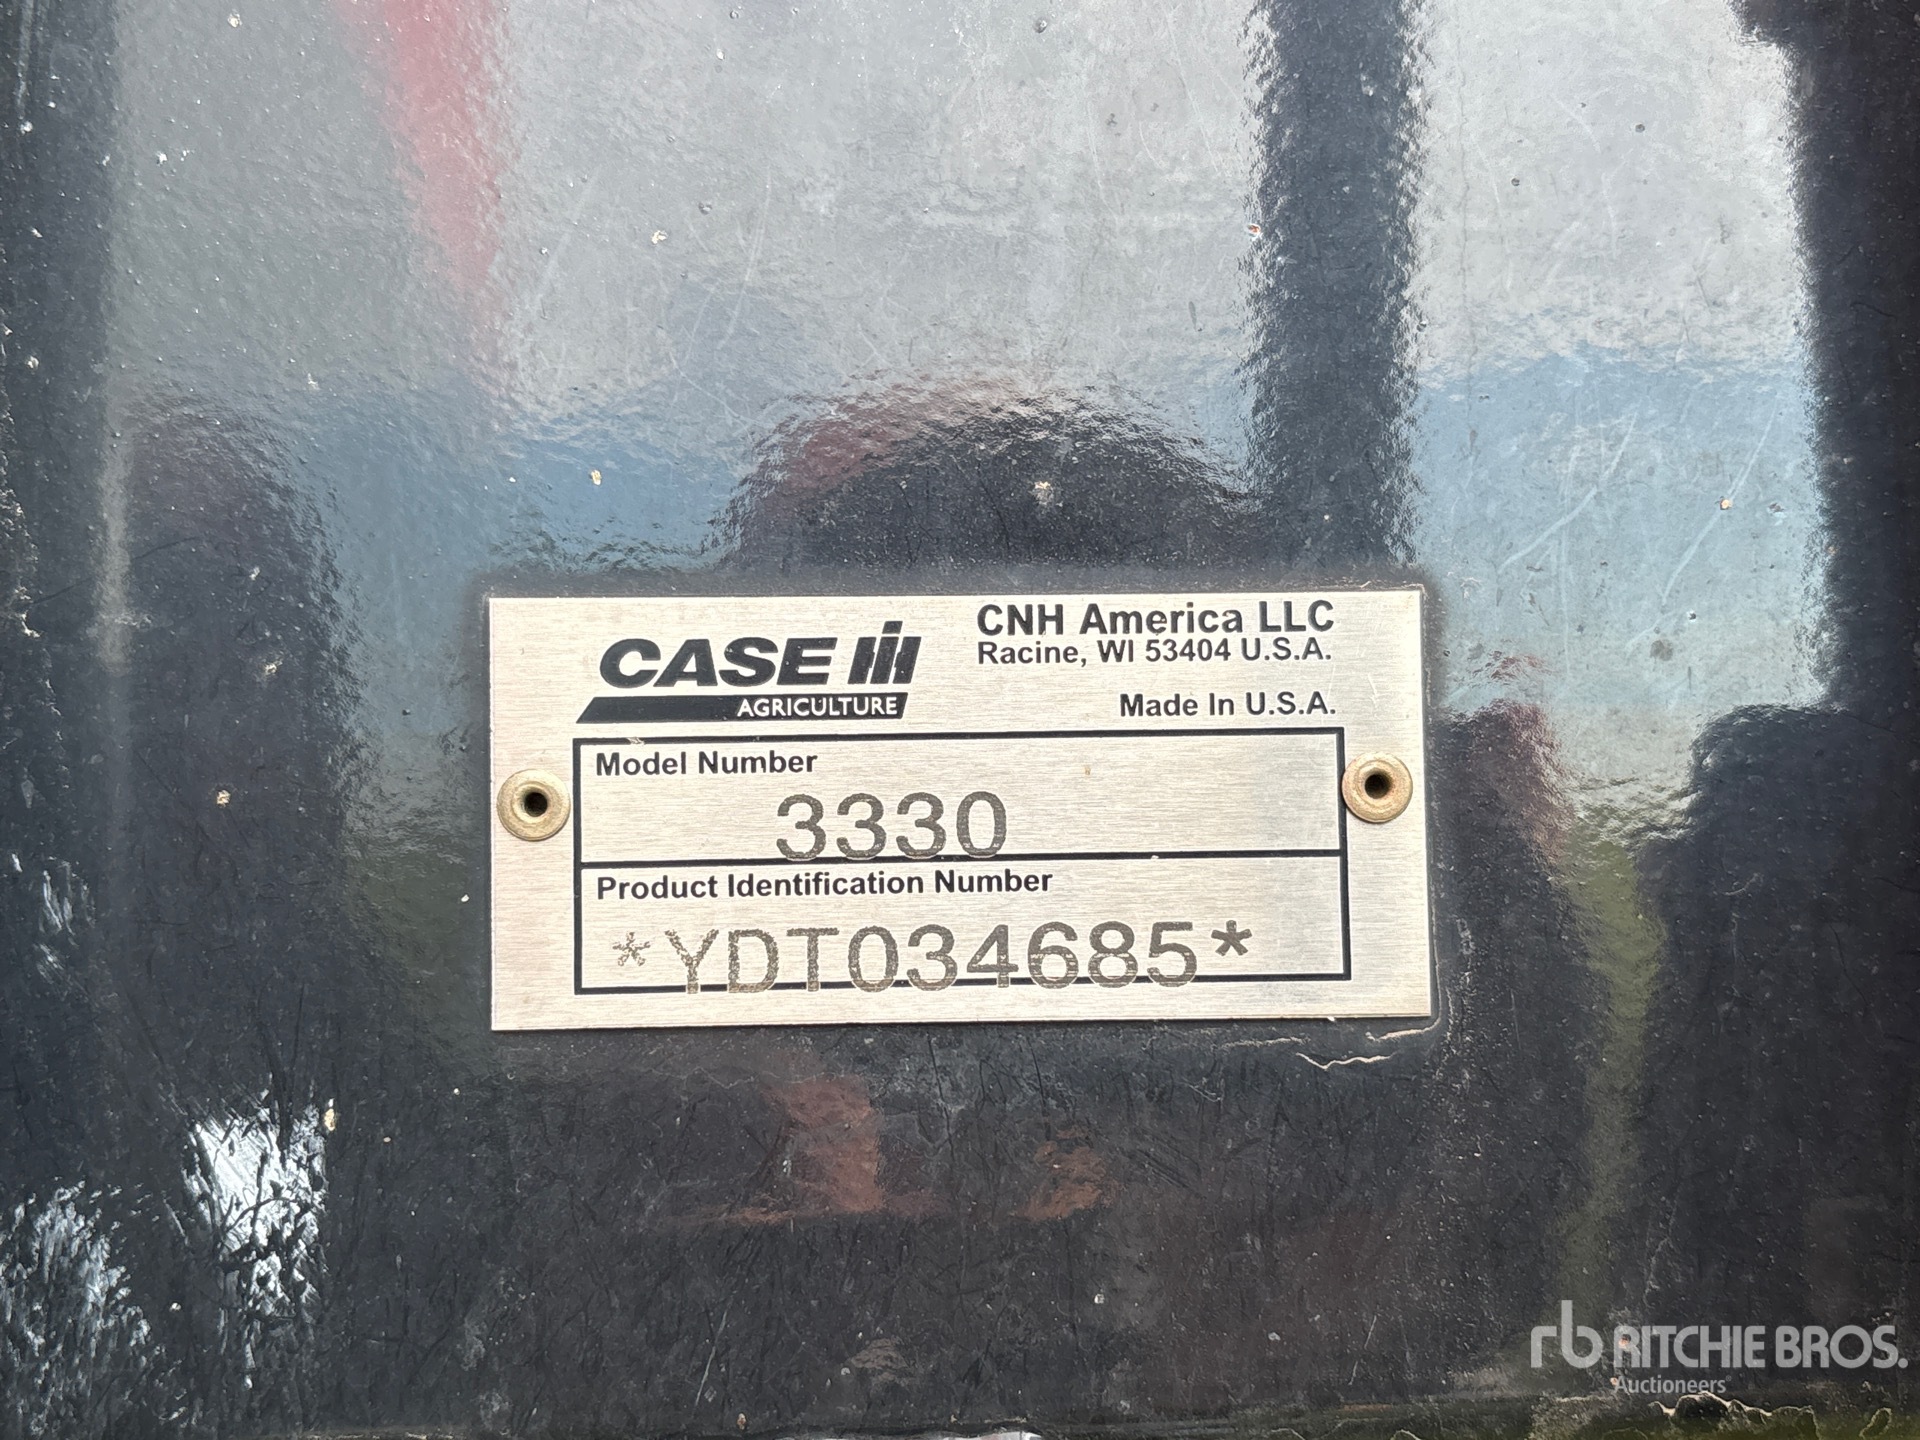 CASE IH
AGRICULTURE
CNH America LLC
Racine, WI 53404 U.S.A.
Made In U.S.A.
Model Number
3330
Product Identification Number
*YDT034685*
rb RITCHIE BROS.
Auctioneers